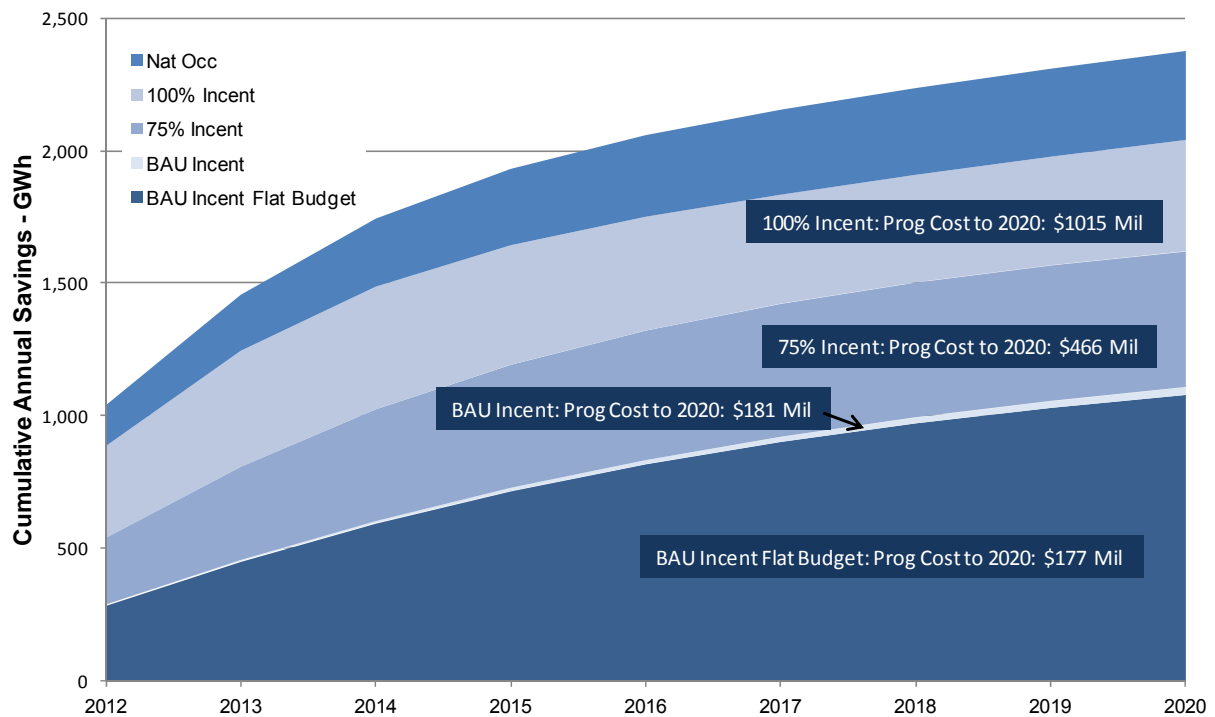 2,500
2,000
1,500
1,000
500
0
Cumulative Annual Savings - GWh
Nat Occ
100% Incent
75% Incent
BAU Incent
BAU Incent Flat Budget
100% Incent: Prog Cost to 2020: $1015 Mil
75% Incent: Prog Cost to 2020: $466 Mil
BAU Incent: Prog Cost to 2020: $181 Mil
BAU Incent Flat Budget: Prog Cost to 2020: $177 Mil
2012 2013 2014 2015 2016 2017 2018 2019 2020